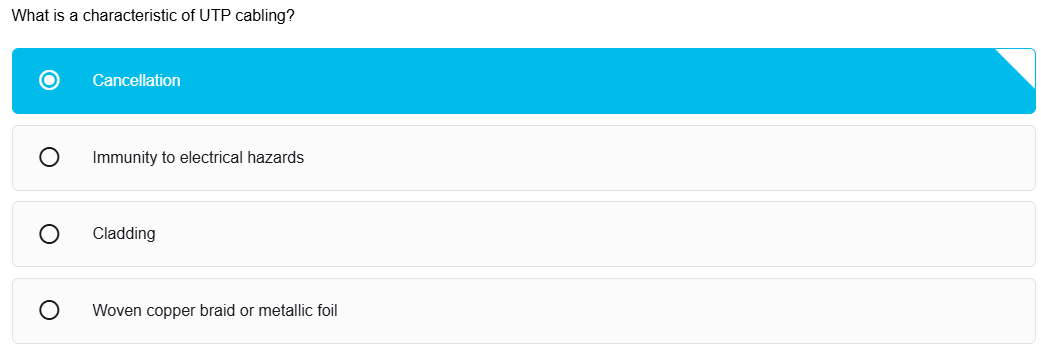 What is a characteristic of UTP cabling?
Cancellation
Immunity to electrical hazards
Cladding
Woven copper braid or metallic foil